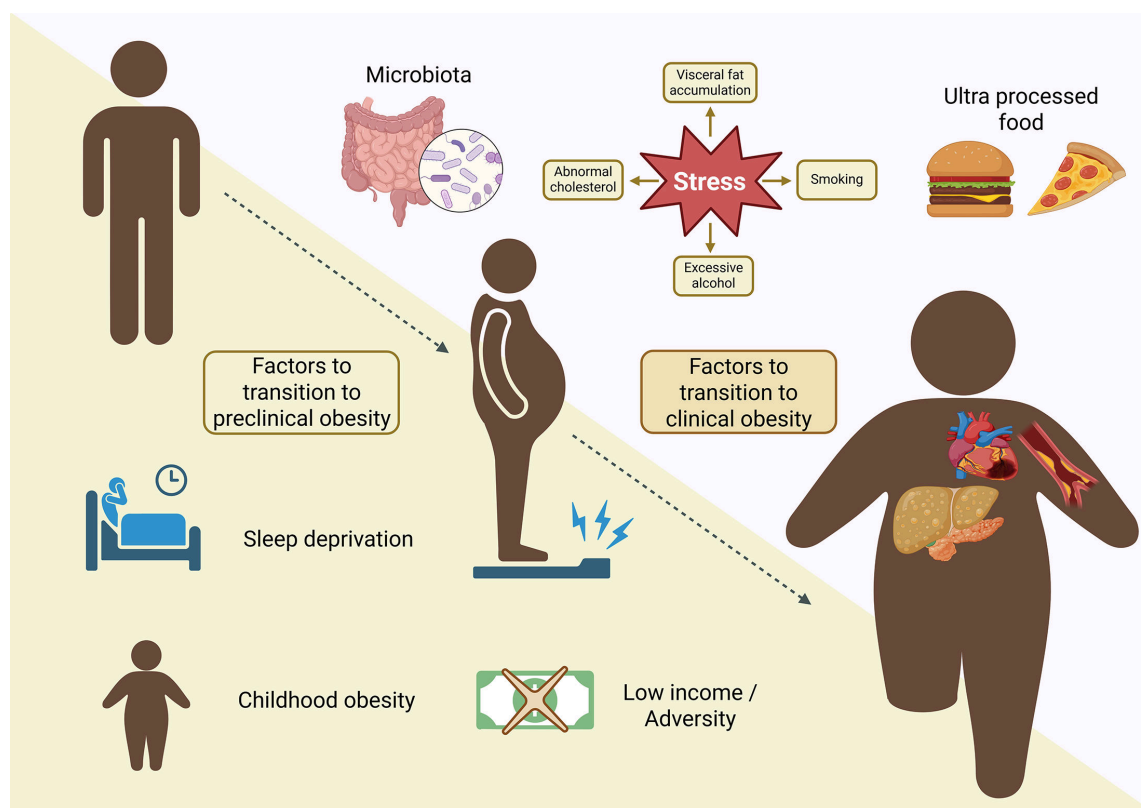 Microbiota
Visceral fat
accumulation
Abnormal
cholesterol
Stress
Smoking
Excessive
alcohol
Ultra processed
food
Factors to
transition to
preclinical obesity
Factors to
transition to
clinical obesity
Sleep deprivation
Childhood obesity
Low income /
Adversity